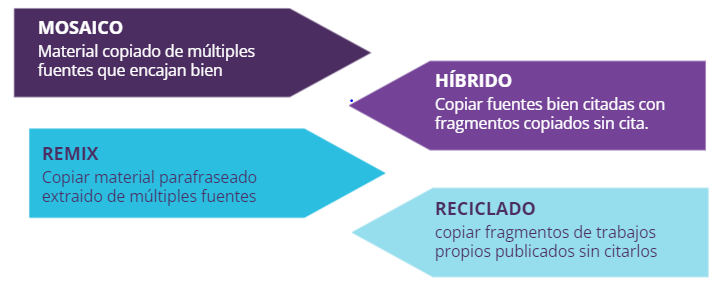 MOSAICO
Material copiado de múltiples
fuentes que encajan bien
HÍBRIDO
Copiar fuentes bien citadas con
fragmentos copiados sin cita.
REMIX
Copiar material parafraseado
extraido de múltiples fuentes
RECICLADO
copiar fragmentos de trabajos
propios publicados sin citarlos